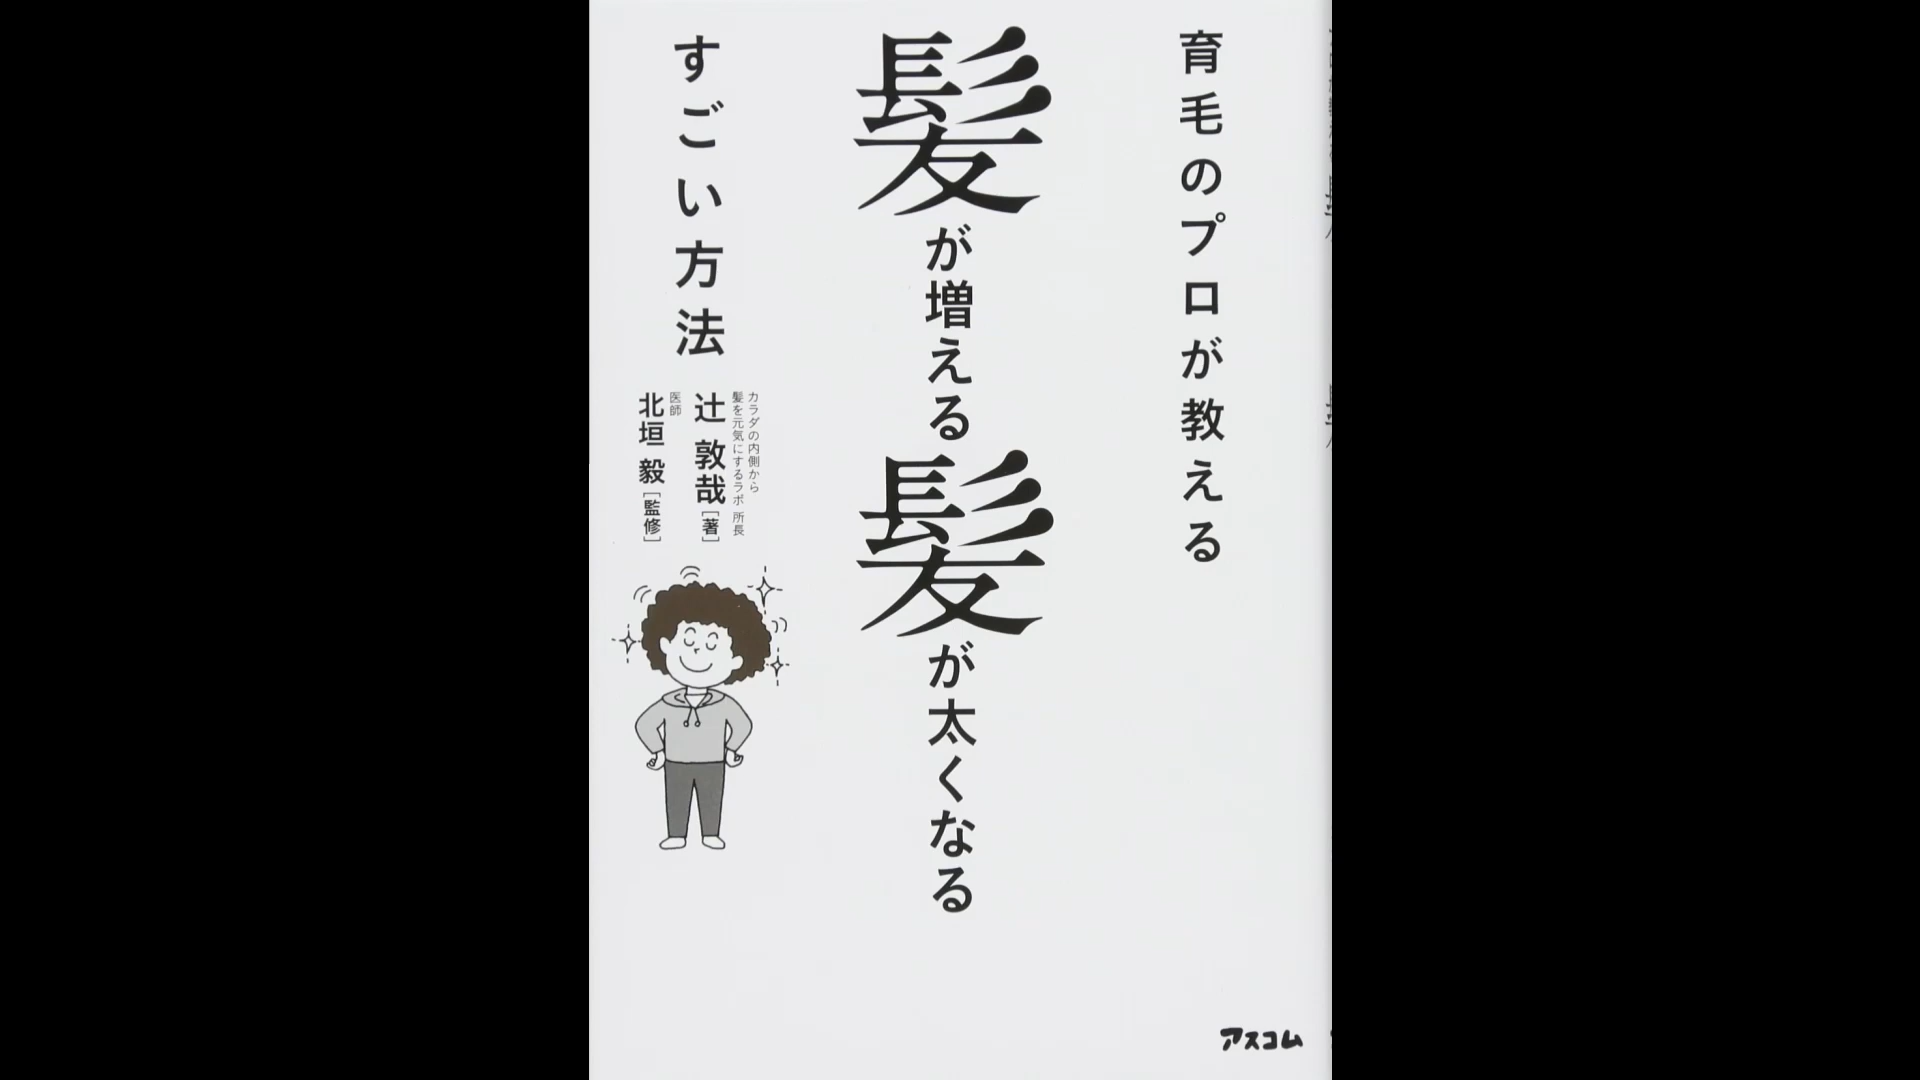 育毛のプロが教える
髪が増える髪が太くなる
すごい方法
カラダの内側から
髪を元気にするラボ 所長
辻 敦哉[著]
医師
北垣 毅[監修]
アスコム